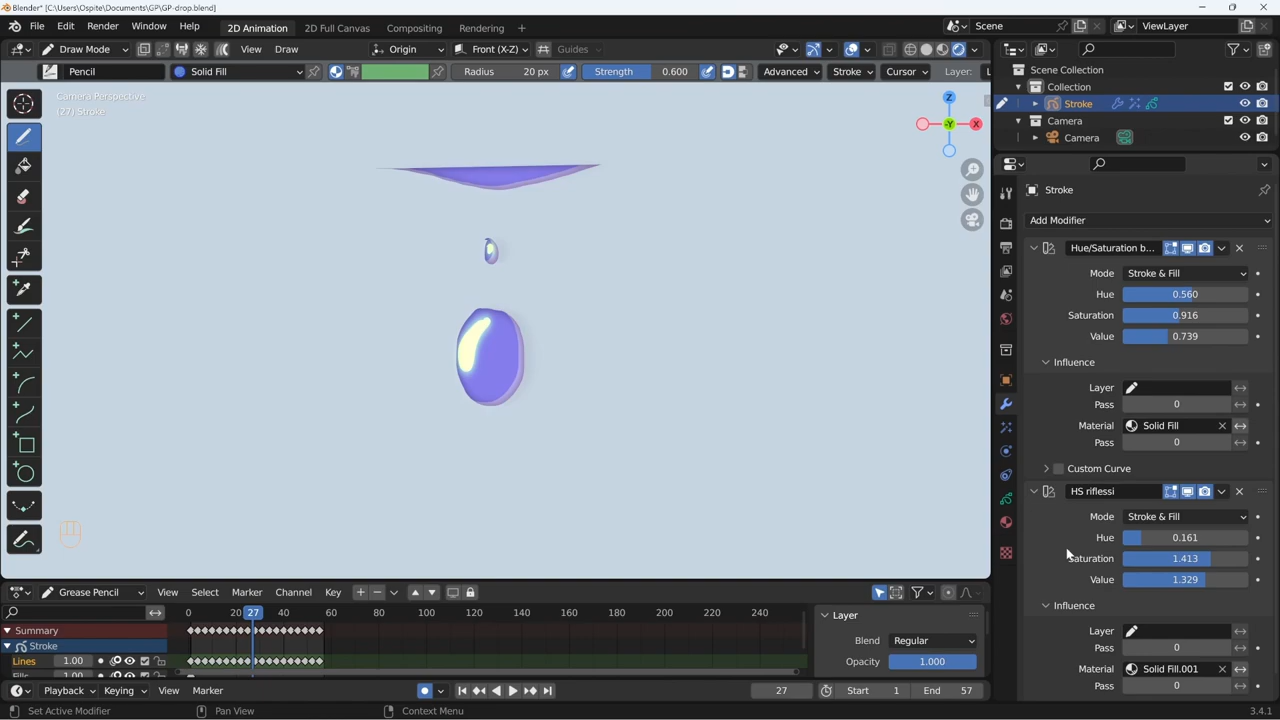 Blender* [C:\Users\Ospite\Documents\GP\GP-drop.blend]
File Edit Render Window Help 2D Animation 2D Full Canvas Compositing Rendering Scene ViewLayer
Draw Mode View Draw Origin Front (X-Z) Guides
Pencil Solid Fill Radius 20 px Strength 0.600 Advanced Stroke Cursor Layer:
Camera Perspective
(27) Stroke
Z
-Y X
Scene Collection
Collection
Stroke
Camera
Camera
Stroke
Add Modifier
Hue/Saturation b...
Mode Stroke & Fill
Hue 0.560
Saturation 0.916
Value 0.739
Influence
Layer
Pass 0
Material Solid Fill
Pass 0
Custom Curve
HS riflessi
Mode Stroke & Fill
Hue 0.161
Saturation 1.413
Value 1.329
Influence
Layer
Pass 0
Material Solid Fill.001
Pass 0
Grease Pencil View Select Marker Channel Key
0 20 27 40 60 80 100 120 140 160 180 200 220 240
Summary
Stroke
Lines 1.00
Fills 1.00
Layer
Blend Regular
Opacity 1.000
Playback Keying View Marker 27 Start 1 End 57
Set Active Modifier Pan View Context Menu 3.4.1